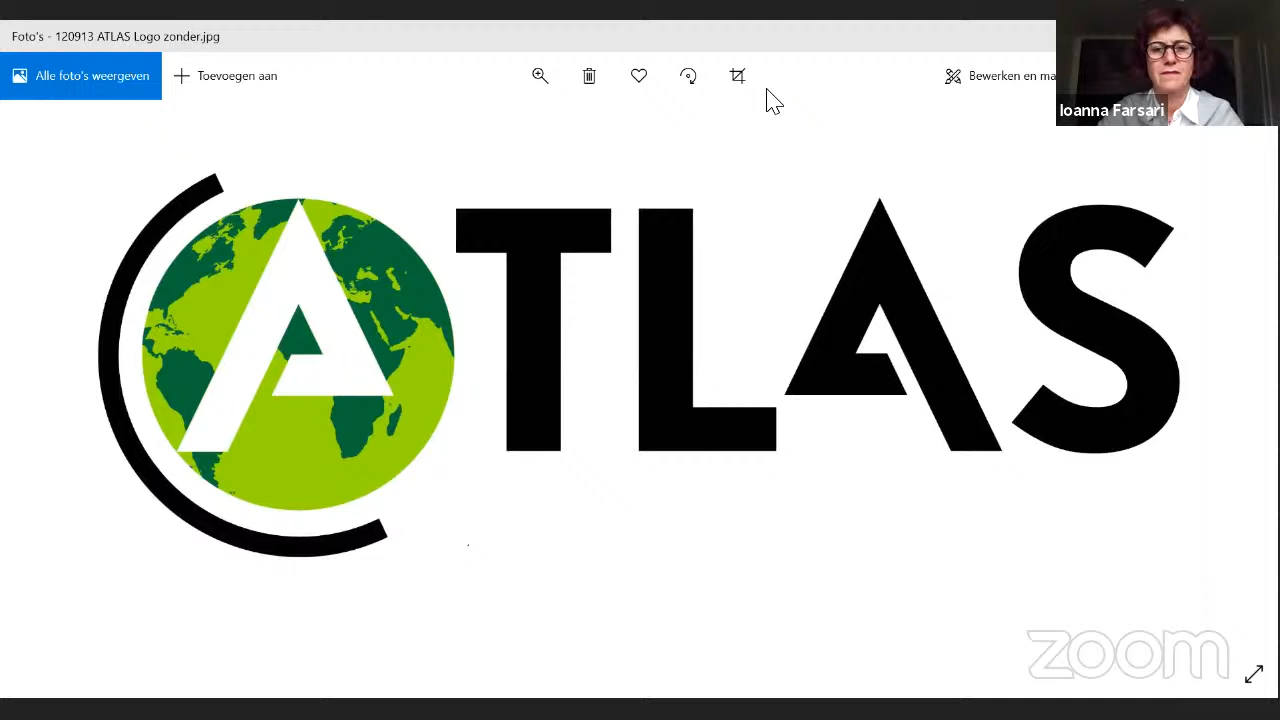 Foto's - 120913 ATLAS Logo zonder.jpg
Alle foto's weergeven
Toevoegen aan
Bewerken en ma
Ioanna Farsari
ATLAS
zoom